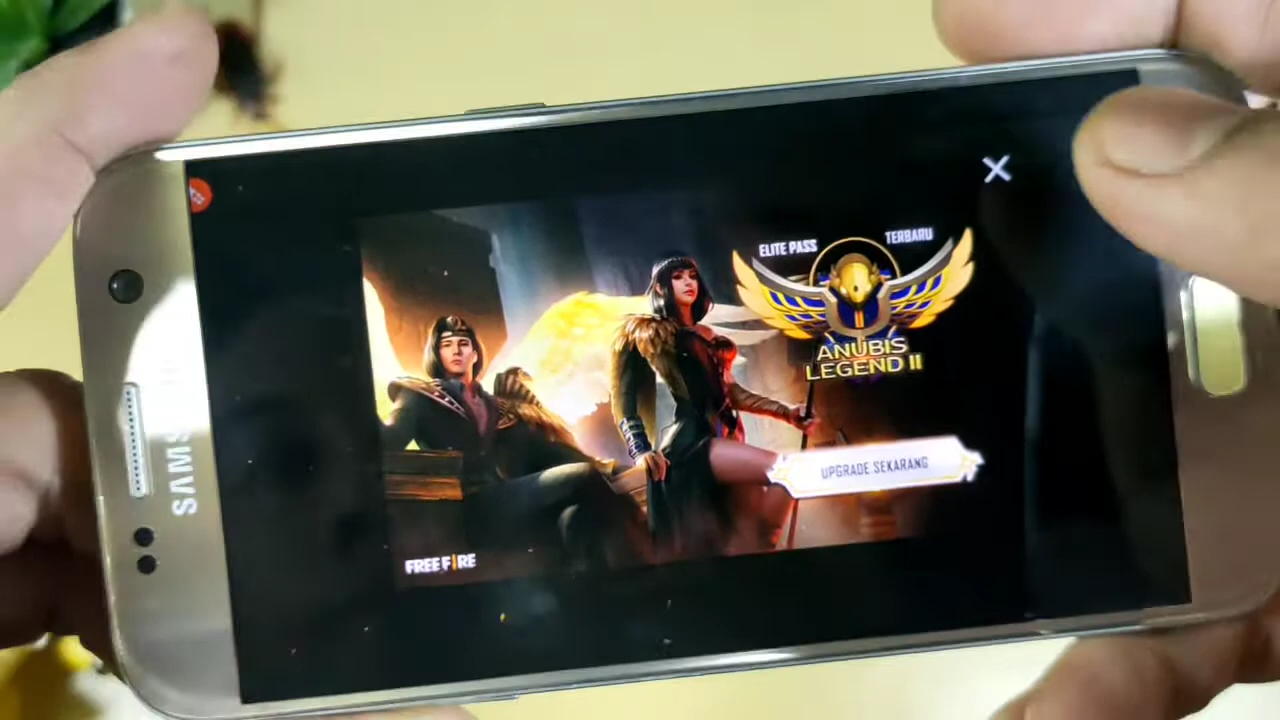 SAMS
ELITE PASS
TERBARU
ANUBIS
LEGEND II
UPGRADE SEKARANG
FREE FIRE